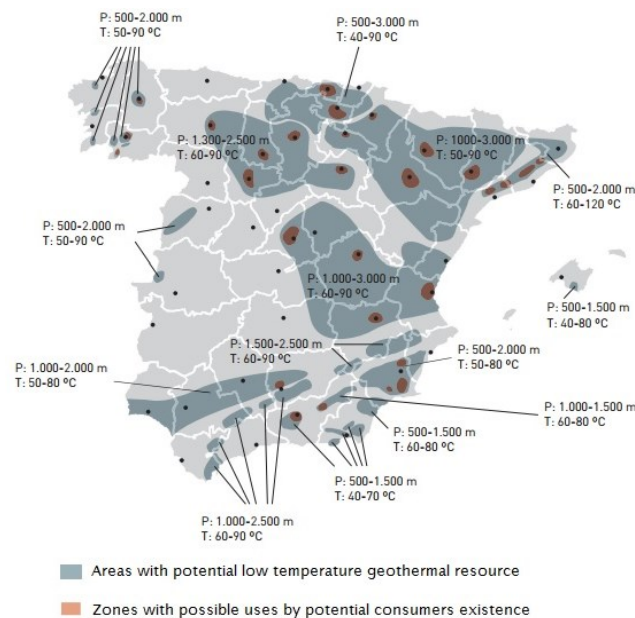 P: 500-2.000 m
T: 50-90 ºC
P: 500-3.000 m
T: 40-90 ºC
P: 1.300-2.500 m
T: 60-90 ºC
P: 1000-3.000 m
T: 50-90 ºC
P: 500-2.000 m
T: 60-120 ºC
P: 500-2.000 m
T: 50-90 ºC
P: 1.000-3.000 m
T: 60-90 ºC
P: 500-1.500 m
T: 40-80 ºC
P: 1.500-2.500 m
T: 60-90 ºC
P: 500-2.000 m
T: 50-80 ºC
P: 1.000-2.000 m
T: 50-80 ºC
P: 1.000-1.500 m
T: 60-80 ºC
P: 500-1.500 m
T: 60-80 ºC
P: 500-1.500 m
T: 40-70 ºC
P: 1.000-2.500 m
T: 60-90 ºC
Areas with potential low temperature geothermal resource
Zones with possible uses by potential consumers existence